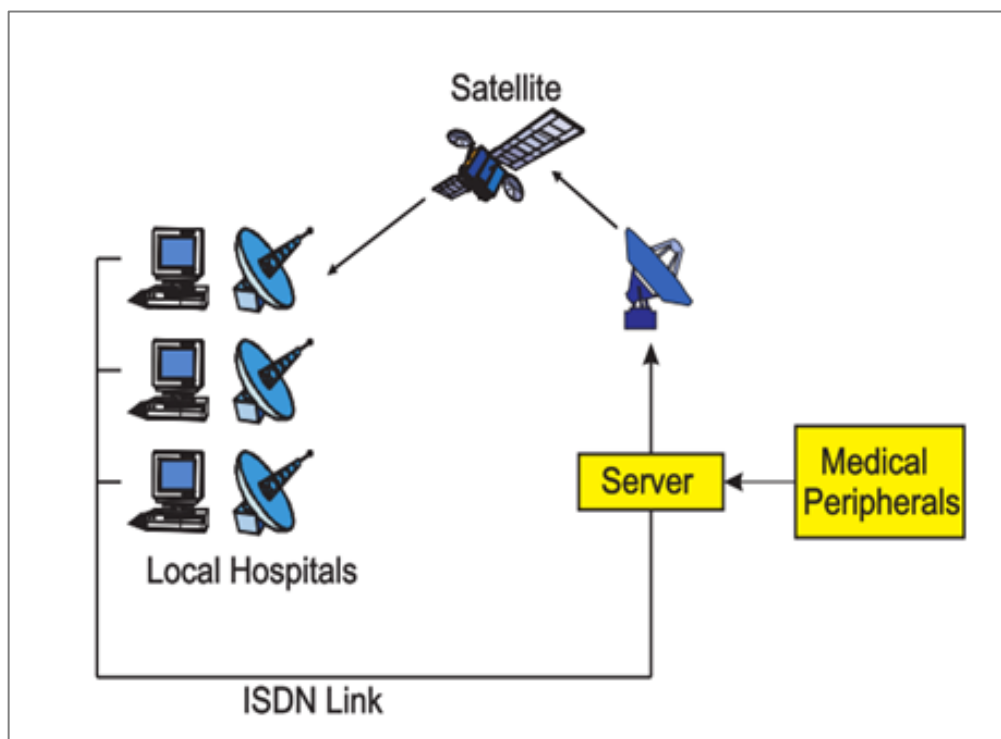 Satellite
Server
Medical
Peripherals
Local Hospitals
ISDN Link